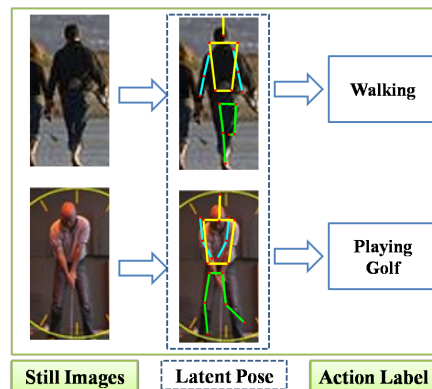 Walking
Playing
Golf
Still Images
Latent Pose
Action Label